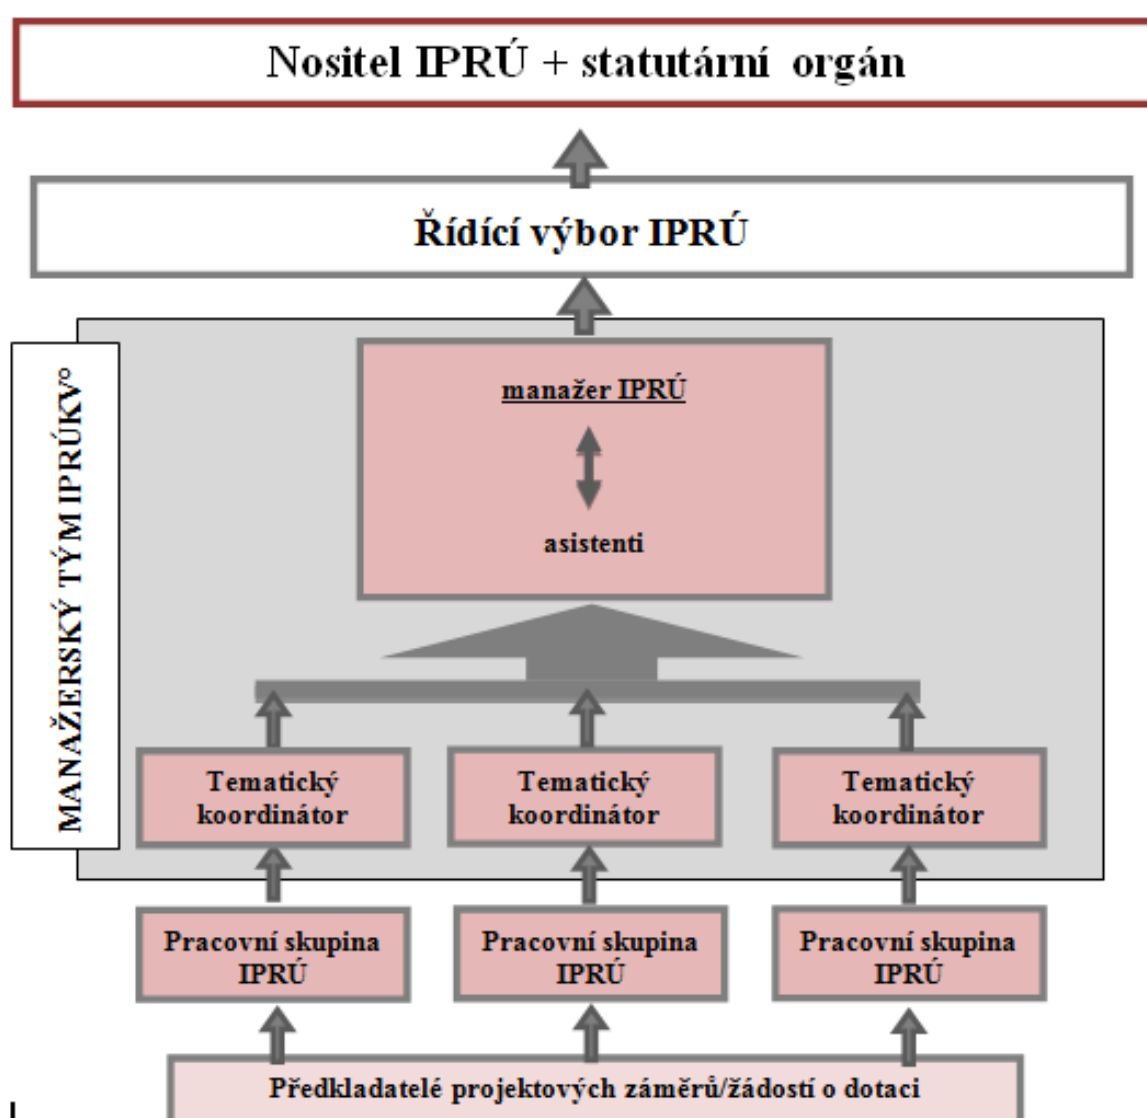 Nositel IPRÚ + statutární orgán
Řídící výbor IPRÚ
MANAŽERSKÝ TÝM IPRÚKV°
manažer IPRÚ
asistenti
Tematický
koordinátor
Tematický
koordinátor
Tematický
koordinátor
Pracovní skupina
IPRÚ
Pracovní skupina
IPRÚ
Pracovní skupina
IPRÚ
Předkladatelé projektových záměrů/žádostí o dotaci